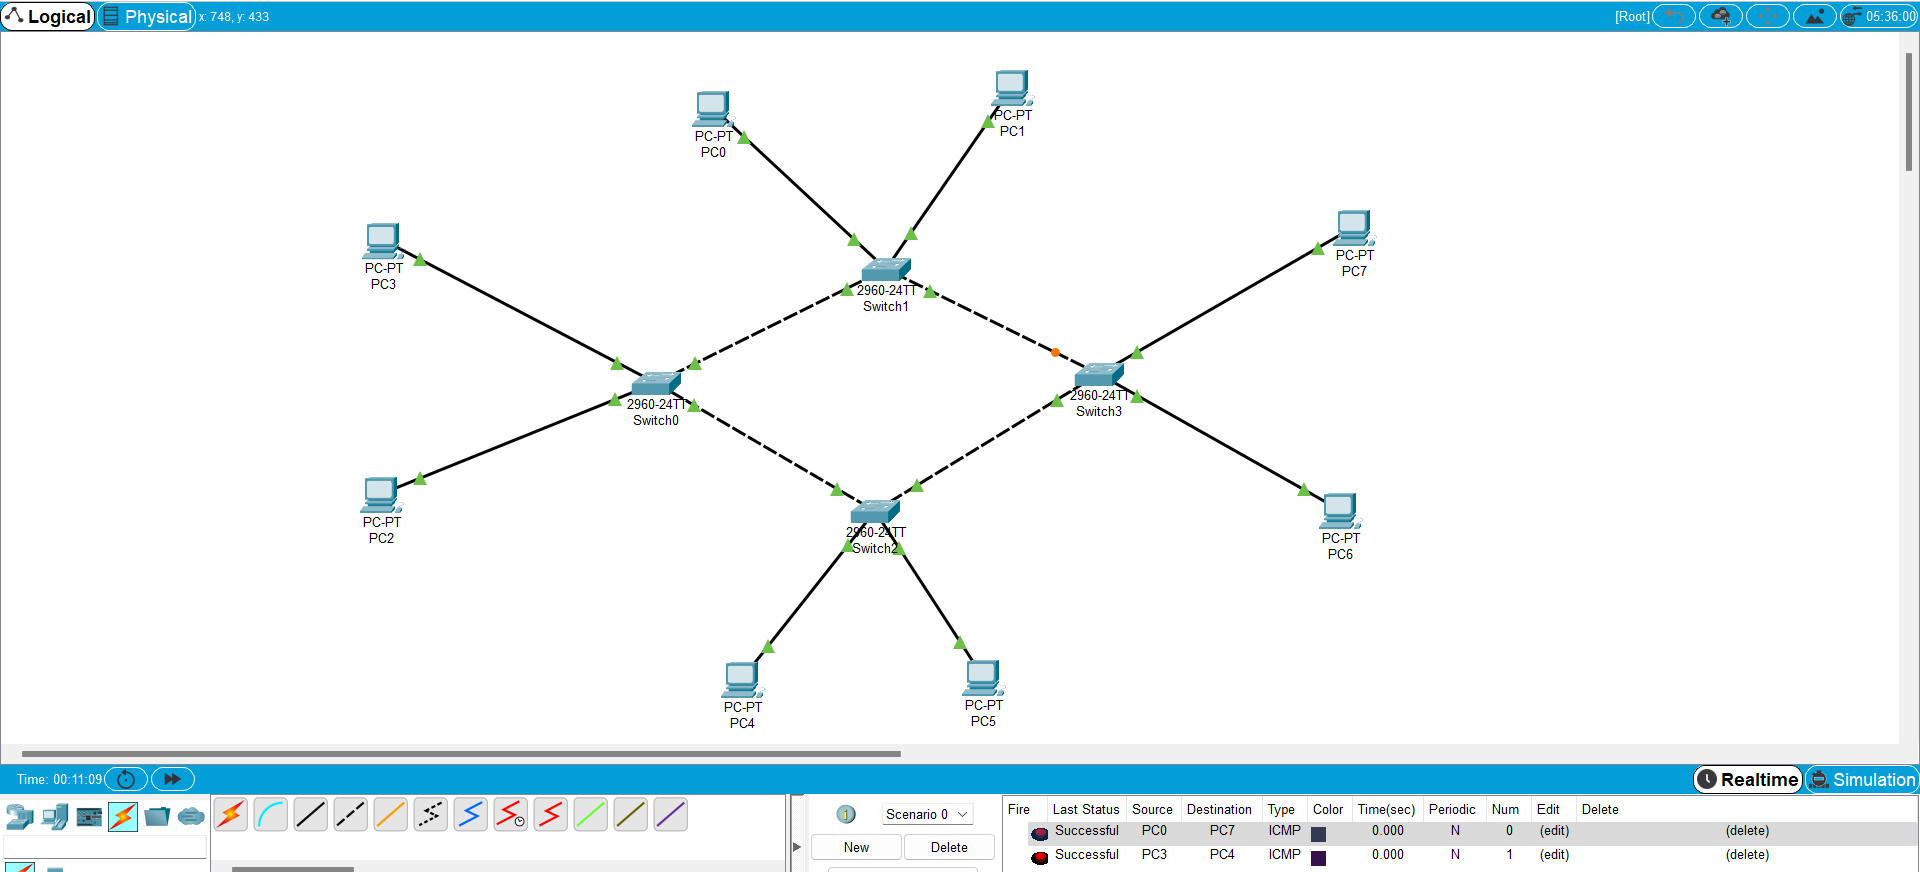 Logical
Physical
x: 748, y: 433
[Root]
05:36:00
PC-PT
PC0
PC-PT
PC1
PC-PT
PC3
PC-PT
PC7
2960-24TT
Switch1
2960-24TT
Switch0
2960-24TT
Switch3
PC-PT
PC2
2960-24TT
Switch2
PC-PT
PC6
PC-PT
PC4
PC-PT
PC5
Time: 00:11:09
Realtime
Simulation
Scenario 0
New
Delete
Fire Last Status Source Destination Type Color Time(sec) Periodic Num Edit Delete
Successful PC0 PC7 ICMP 0.000 N 0 (edit) (delete)
Successful PC3 PC4 ICMP 0.000 N 1 (edit) (delete)